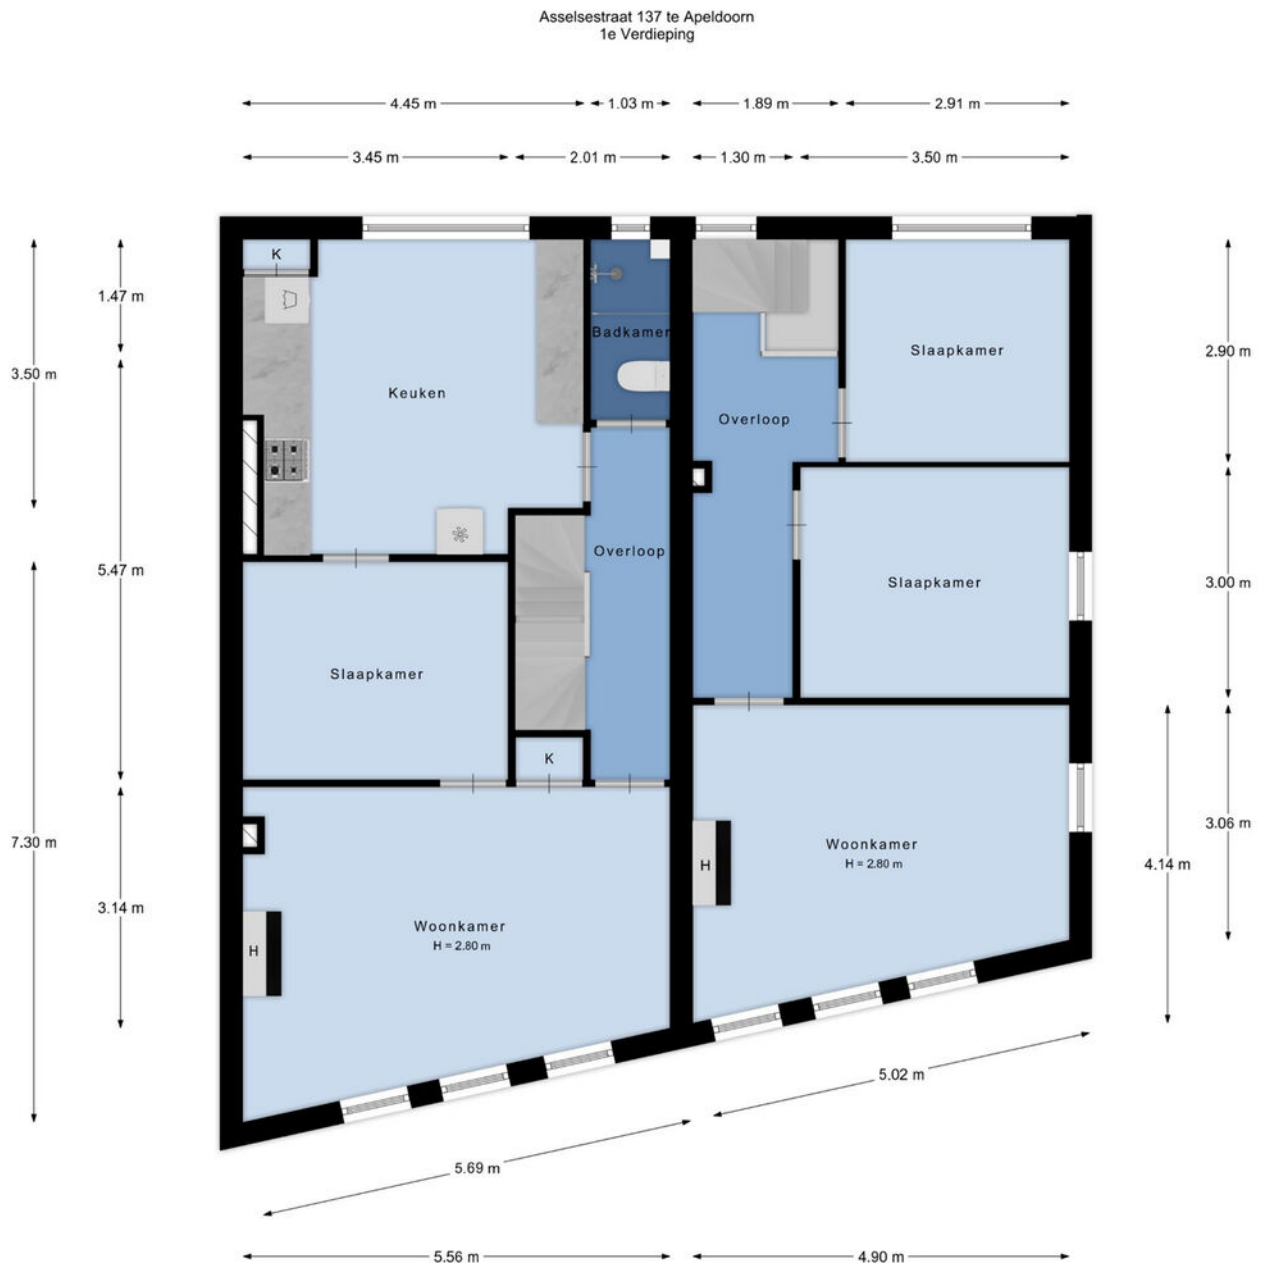 Asselsestraat 137 te Apeldoorn
1e Verdieping
4.45 m
1.03 m
1.89 m
2.91 m
3.45 m
2.01 m
1.30 m
3.50 m
K
1.47 m
3.50 m
Badkamer
Keuken
Slaapkamer
2.90 m
Overloop
5.47 m
Overloop
Slaapkamer
3.00 m
Slaapkamer
K
7.30 m
3.14 m
Woonkamer
H = 2.80 m
H
Woonkamer
H = 2.80 m
H
3.06 m
4.14 m
5.02 m
5.69 m
5.56 m
4.90 m